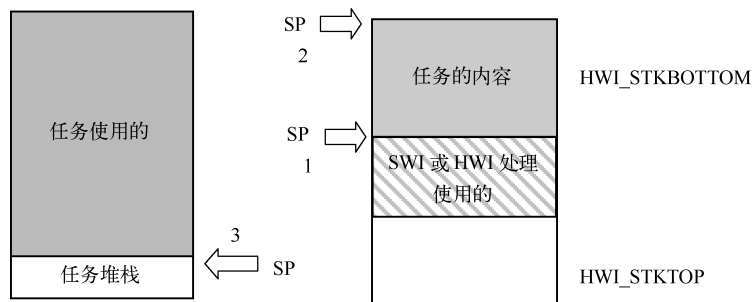 任务使用的
3
任务堆栈
SP
SP
2
任务的内容
HWI_STKBOTTOM
SP
1
SWI 或 HWI 处理
使用的
HWI_STKTOP